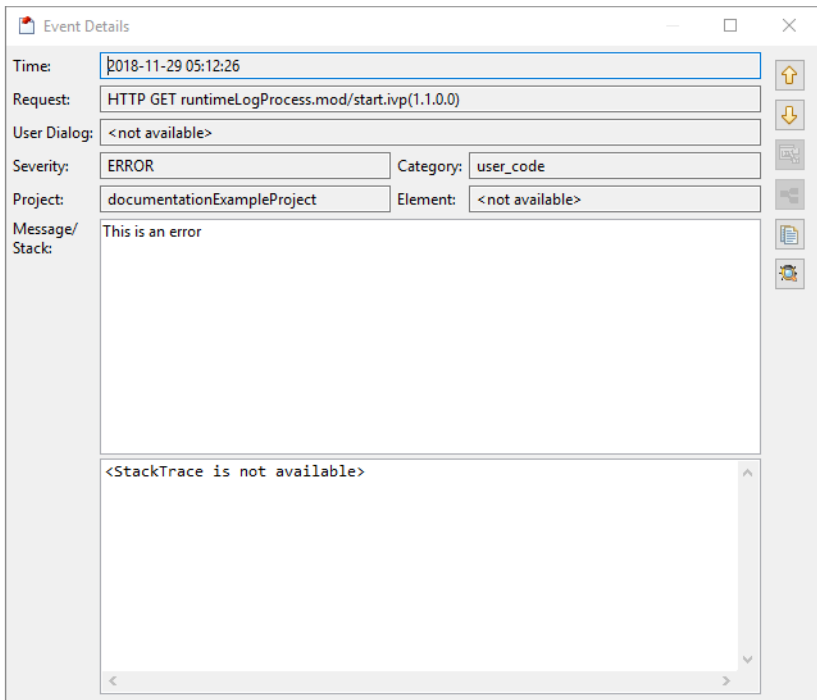 Event Details
Time: 2018-11-29 05:12:26
Request: HTTP GET runtimeLogProcess.mod/start.ivp(1.1.0.0)
User Dialog: <not available>
Severity: ERROR Category: user_code
Project: documentationExampleProject Element: <not available>
Message/ This is an error
Stack:
<StackTrace is not available>